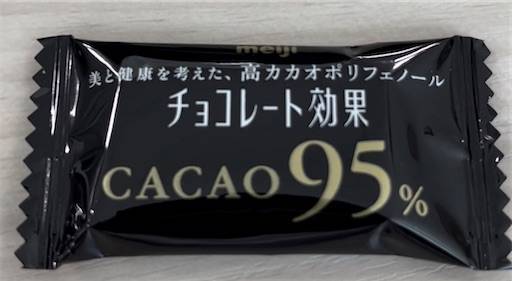 meiji
美と健康を考えた、高カカオポリフェノール
チョコレート効果
CACAO 95%